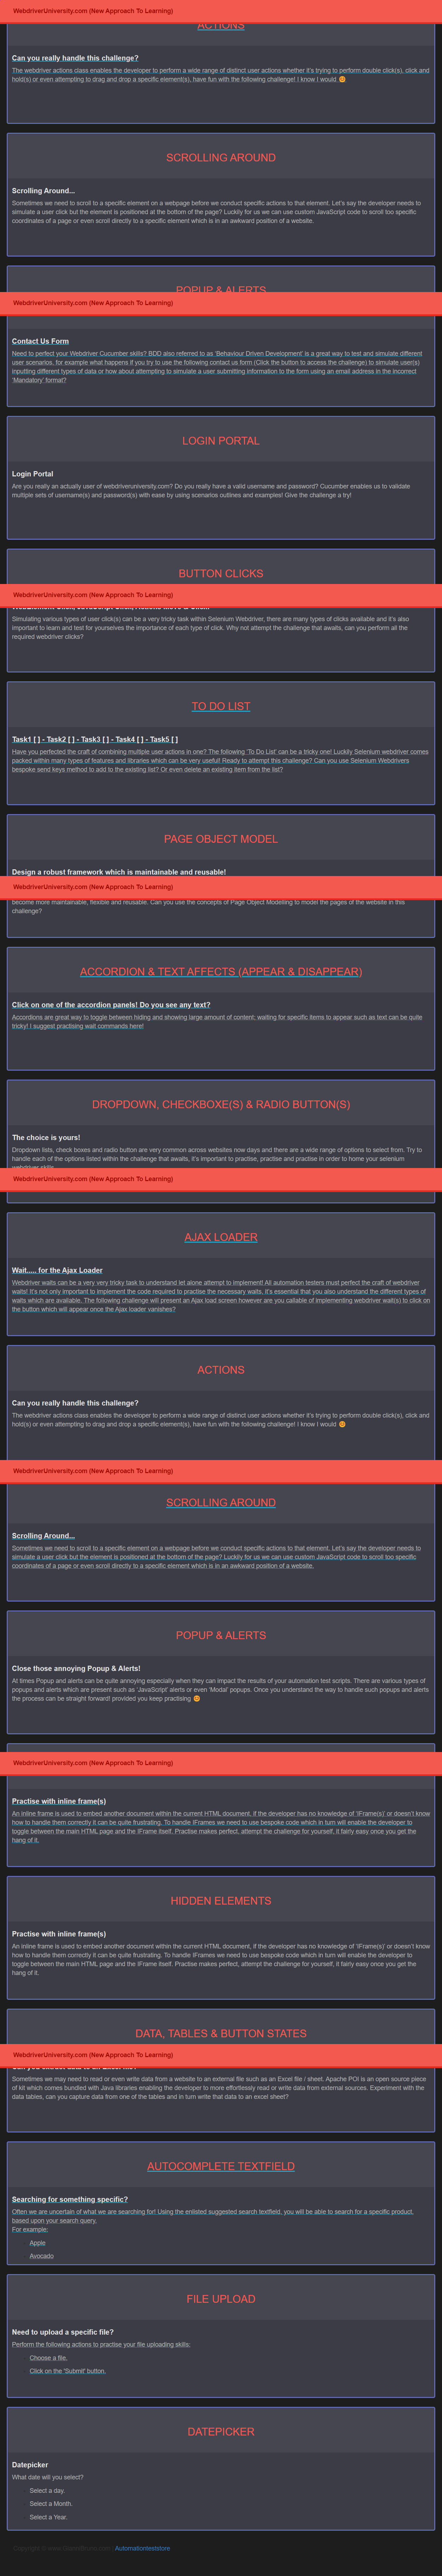 WebdriverUniversity.com (New Approach To Learning)
ACTIONS
Can you really handle this challenge?
The webdriver actions class enables the developer to perform a wide range of distinct user actions whether it's trying to perform double click(s), click and
hold(s) or even attempting to drag and drop a specific element(s), have fun with the following challenge! I know I would 😊
SCROLLING AROUND
Scrolling Around...
Sometimes we need to scroll to a specific element on a webpage before we conduct specific actions to that element. Let's say the developer needs to
simulate a user click but the element is positioned at the bottom of the page? Luckily for us we can use custom JavaScript code to scroll too specific
coordinates of a page or even scroll directly to a specific element which is in an awkward position of a website.
POPUP & ALERTS
WebdriverUniversity.com (New Approach To Learning)
Contact Us Form
Need to perfect your Webdriver Cucumber skills? BDD also referred to as 'Behaviour Driven Development' is a great way to test and simulate different
user scenarios, for example what happens if you try to use the following contact us form (Click the button to access the challenge) to simulate user(s)
inputting different types of data or how about attempting to simulate a user submitting information to the form using an email address in the incorrect
'Mandatory' format?
LOGIN PORTAL
Login Portal
Are you really an actually user of webdriveruniversity.com? Do you really have a valid username and password? Cucumber enables us to validate
multiple sets of username(s) and password(s) with ease by using scenarios outlines and examples! Give the challenge a try!
BUTTON CLICKS
WebdriverUniversity.com (New Approach To Learning)
WebElement Click, JavaScript Click, Actions Move & Click!
Simulating various types of user click(s) can be a very tricky task within Selenium Webdriver, there are many types of clicks available and it's also
important to learn and test for yourselves the importance of each type of click. Why not attempt the challenge that awaits, can you perform all the
required webdriver clicks?
TO DO LIST
Task1 [ ] - Task2 [ ] - Task3 [ ] - Task4 [ ] - Task5 [ ]
Have you perfected the craft of combining multiple user actions in one? The following 'To Do List' can be a tricky one! Luckily Selenium webdriver comes
packed within many types of features and libraries which can be very useful! Ready to attempt this challenge? Can you use Selenium Webdrivers
bespoke send keys method to add to the existing list? Or even delete an existing item from the list?
PAGE OBJECT MODEL
Design a robust framework which is maintainable and reusable!
WebdriverUniversity.com (New Approach To Learning)
become more maintainable, flexible and reusable. Can you use the concepts of Page Object Modelling to model the pages of the website in this
challenge?
ACCORDION & TEXT AFFECTS (APPEAR & DISAPPEAR)
Click on one of the accordion panels! Do you see any text?
Accordions are great way to toggle between hiding and showing large amount of content; waiting for specific items to appear such as text can be quite
tricky! I suggest practising wait commands here!
DROPDOWN, CHECKBOXE(S) & RADIO BUTTON(S)
The choice is yours!
Dropdown lists, check boxes and radio button are very common across websites now days and there are a wide range of options to select from. Try to
handle each of the options listed within the challenge that awaits, it's important to practise, practise and practise in order to home your selenium
webdriver skills.
WebdriverUniversity.com (New Approach To Learning)
AJAX LOADER
Wait..... for the Ajax Loader
Webdriver waits can be a very very tricky task to understand let alone attempt to implement! All automation testers must perfect the craft of webdriver
waits! It's not only important to implement the code required to practise the necessary waits, it's essential that you also understand the different types of
waits which are available. The following challenge will present an Ajax load screen however are you callable of implementing webdriver wait(s) to click on
the button which will appear once the Ajax loader vanishes?
ACTIONS
Can you really handle this challenge?
The webdriver actions class enables the developer to perform a wide range of distinct user actions whether it's trying to perform double click(s), click and
hold(s) or even attempting to drag and drop a specific element(s), have fun with the following challenge! I know I would 😊
WebdriverUniversity.com (New Approach To Learning)
SCROLLING AROUND
Scrolling Around...
Sometimes we need to scroll to a specific element on a webpage before we conduct specific actions to that element. Let's say the developer needs to
simulate a user click but the element is positioned at the bottom of the page? Luckily for us we can use custom JavaScript code to scroll too specific
coordinates of a page or even scroll directly to a specific element which is in an awkward position of a website.
POPUP & ALERTS
Close those annoying Popup & Alerts!
At times Popup and alerts can be quite annoying especially when they can impact the results of your automation test scripts. There are various types of
popups and alerts which are present such as 'JavaScript' alerts or even 'Modal' popups. Once you understand the way to handle such popups and alerts
the process can be straight forward! provided you keep practising 😊
WebdriverUniversity.com (New Approach To Learning)
Practise with inline frame(s)
An inline frame is used to embed another document within the current HTML document, if the developer has no knowledge of 'IFrame(s)' or doesn't know
how to handle them correctly it can be quite frustrating. To handle IFrames we need to use bespoke code which in turn will enable the developer to
toggle between the main HTML page and the IFrame itself. Practise makes perfect, attempt the challenge for yourself, it fairly easy once you get the
hang of it.
HIDDEN ELEMENTS
Practise with inline frame(s)
An inline frame is used to embed another document within the current HTML document, if the developer has no knowledge of 'IFrame(s)' or doesn't know
how to handle them correctly it can be quite frustrating. To handle IFrames we need to use bespoke code which in turn will enable the developer to
toggle between the main HTML page and the IFrame itself. Practise makes perfect, attempt the challenge for yourself, it fairly easy once you get the
hang of it.
DATA, TABLES & BUTTON STATES
WebdriverUniversity.com (New Approach To Learning)
Sometimes we may need to read or even write data from a website to an external file such as an Excel file / sheet. Apache POI is an open source piece
of kit which comes bundled with Java libraries enabling the developer to more effortlessly read or write data from external sources. Experiment with the
data tables, can you capture data from one of the tables and in turn write that data to an excel sheet?
AUTOCOMPLETE TEXTFIELD
Searching for something specific?
Often we are uncertain of what we are searching for! Using the enlisted suggested search textfield, you will be able to search for a specific product,
based upon your search query.
For example:
Apple
Avocado
FILE UPLOAD
Need to upload a specific file?
Perform the following actions to practise your file uploading skills:
Choose a file.
Click on the 'Submit' button.
DATEPICKER
Datepicker
What date will you select?
Select a day.
Select a Month.
Select a Year.
Automationteststore